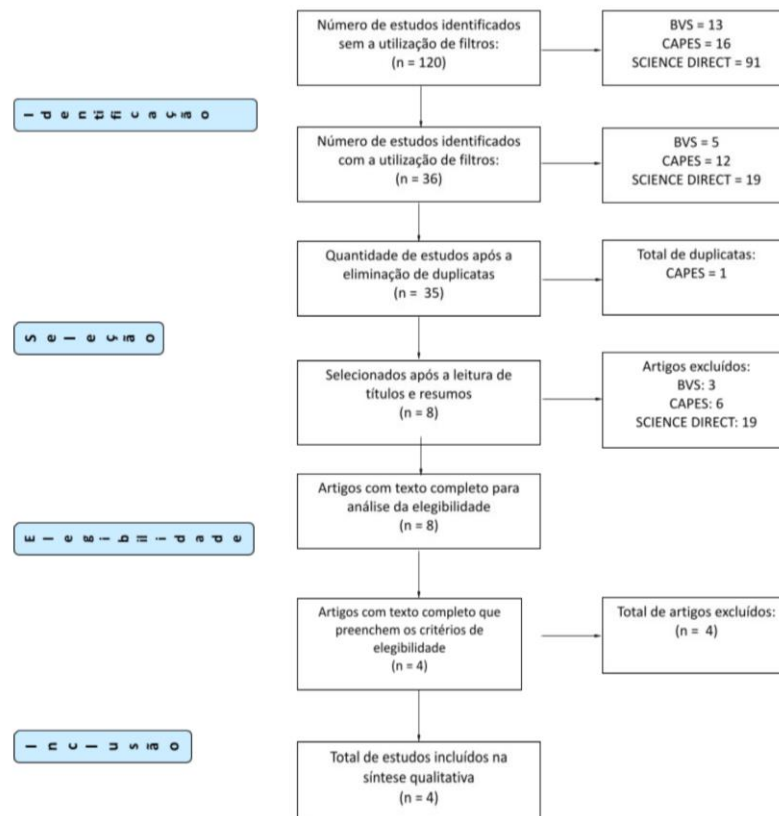 Número de estudos identificados
sem a utilização de filtros:
(n = 120)
BVS = 13
CAPES = 16
SCIENCE DIRECT = 91
Identificação
Número de estudos identificados
com a utilização de filtros:
(n = 36)
BVS = 5
CAPES = 12
SCIENCE DIRECT = 19
Quantidade de estudos após a
eliminação de duplicatas
(n = 35)
Total de duplicatas:
CAPES = 1
Seleção
Selecionados após a leitura de
títulos e resumos
(n = 8)
Artigos excluídos:
BVS: 3
CAPES: 6
SCIENCE DIRECT: 19
Artigos com texto completo para
análise da elegibilidade
(n = 8)
Elegibilidade
Artigos com texto completo que
preenchem os critérios de
elegibilidade
(n = 4)
Total de artigos excluídos:
(n = 4)
Inclusão
Total de estudos incluídos na
síntese qualitativa
(n = 4)